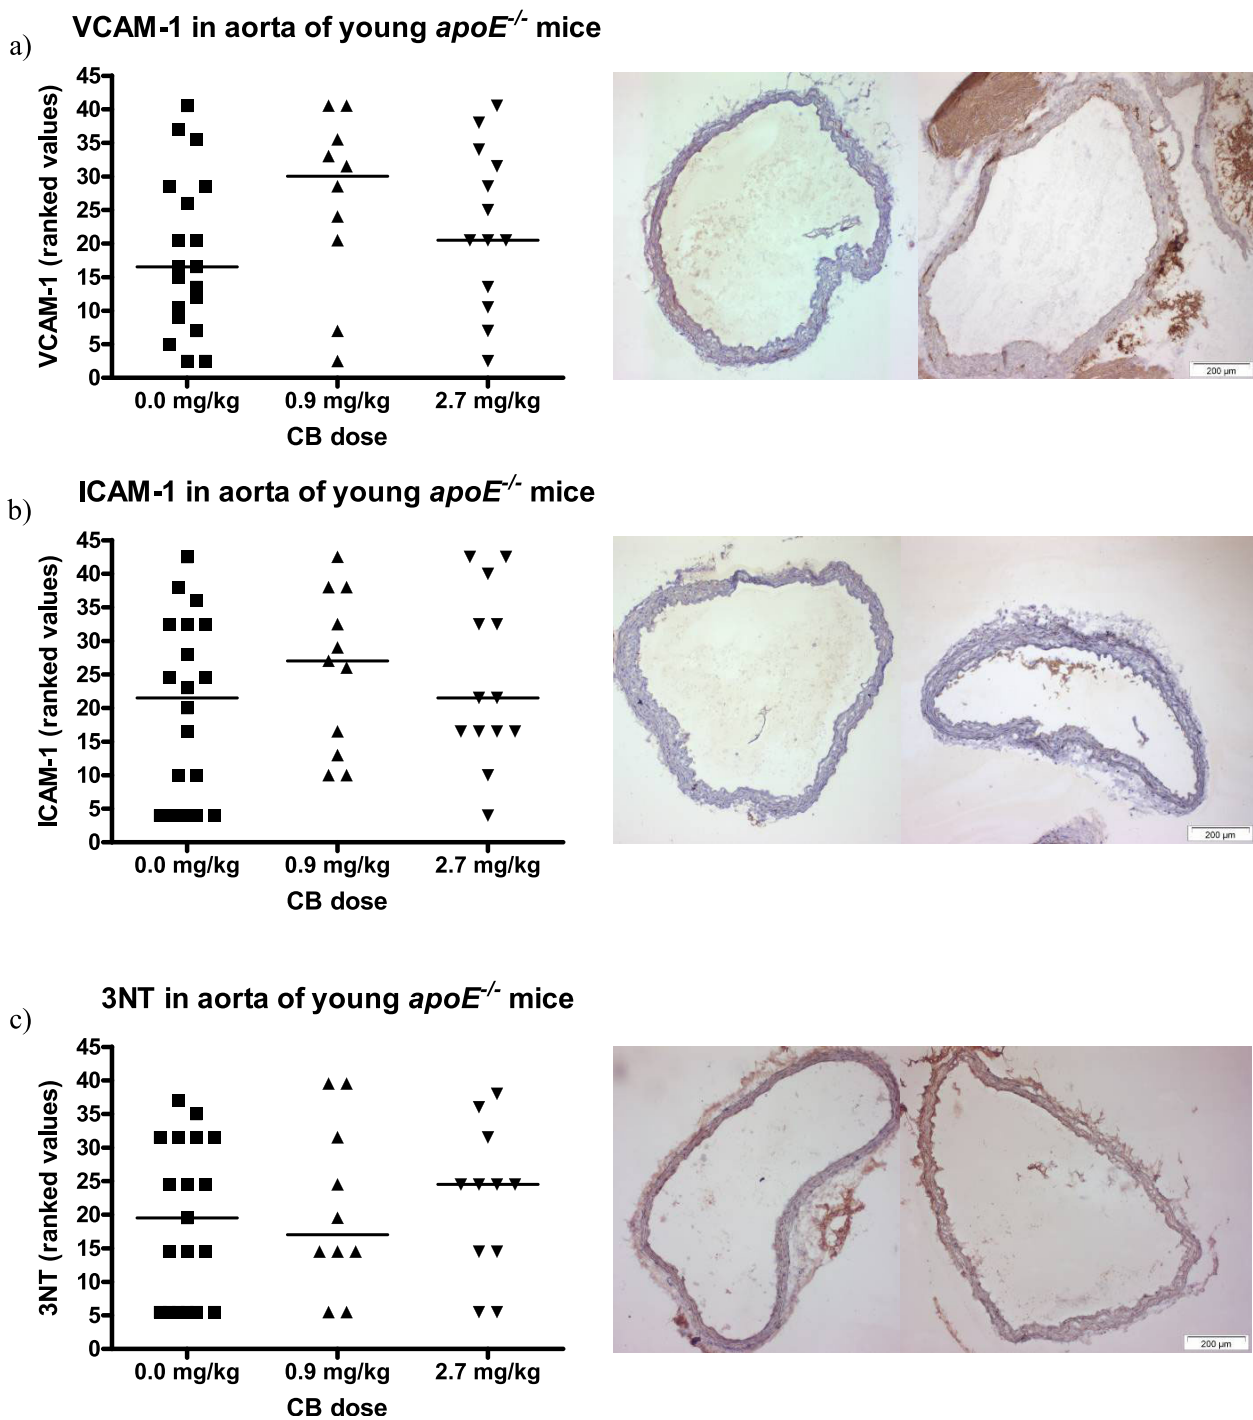 VCAM-1 in aorta of young apoE-/- mice
a)
VCAM-1 (ranked values)
45
40
35
30
25
20
15
10
5
0
0.0 mg/kg 0.9 mg/kg 2.7 mg/kg
CB dose
200 µm
ICAM-1 in aorta of young apoE-/- mice
b)
ICAM-1 (ranked values)
45
40
35
30
25
20
15
10
5
0
0.0 mg/kg 0.9 mg/kg 2.7 mg/kg
CB dose
200 µm
3NT in aorta of young apoE-/- mice
c)
3NT (ranked values)
45
40
35
30
25
20
15
10
5
0
0.0 mg/kg 0.9 mg/kg 2.7 mg/kg
CB dose
200 µm